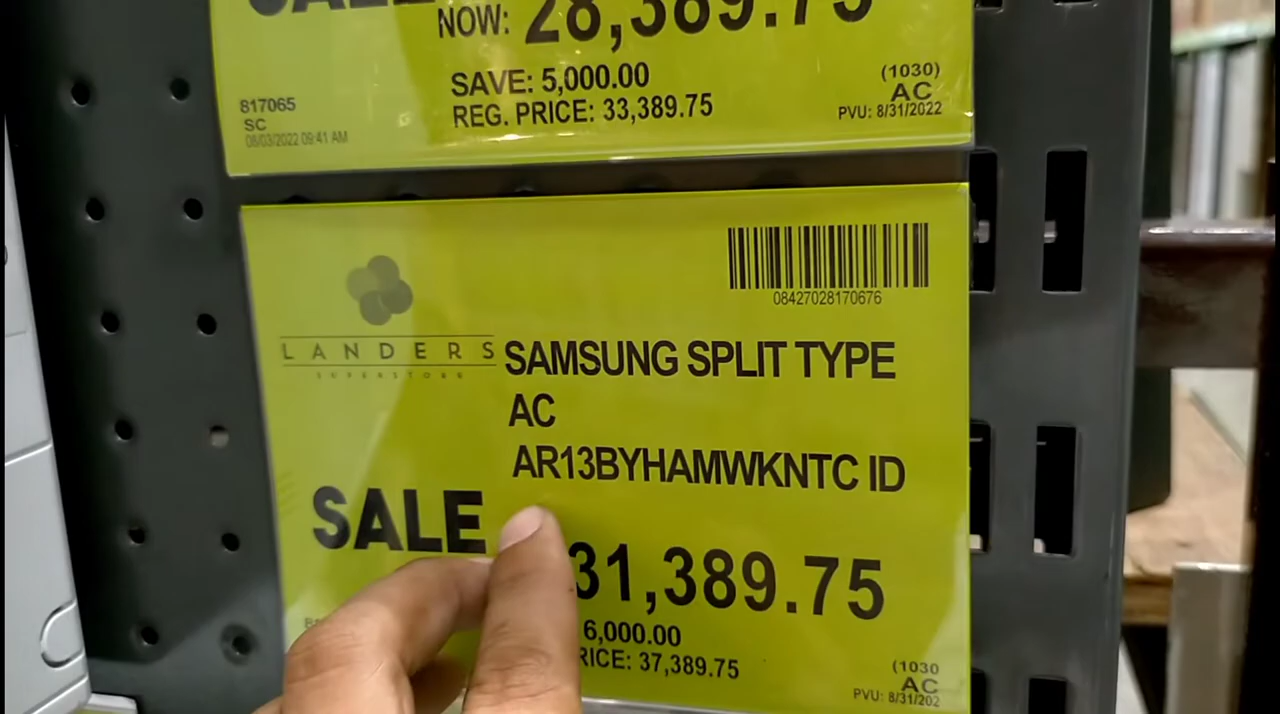 SALE
NOW: 28,389.75
SAVE: 5,000.00
REG. PRICE: 33,389.75
817065
SC
08/03/2022 09:41 AM
(1030)
AC
PVU: 8/31/2022
08427028170676
LANDERS
SUPERSTORE
SAMSUNG SPLIT TYPE
AC
AR13BYHAMWKNTC ID
SALE
31,389.75
6,000.00
RICE: 37,389.75
(1030
AC
PVU: 8/31/202